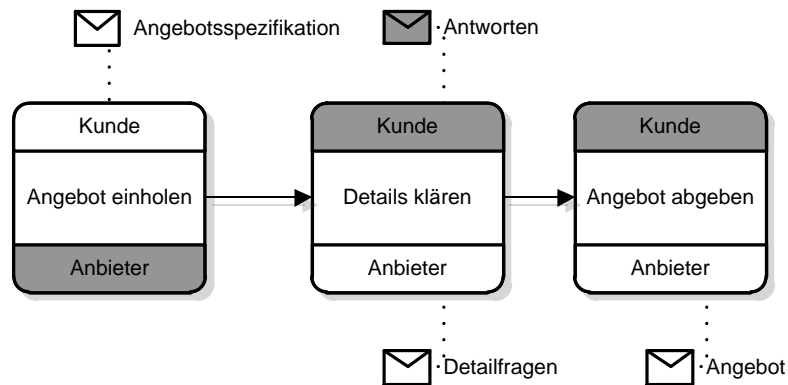 Angebotsspezifikation
Antworten
Kunde
Kunde
Kunde
Angebot einholen
Details klären
Angebot abgeben
Anbieter
Anbieter
Anbieter
Detailfragen
Angebot